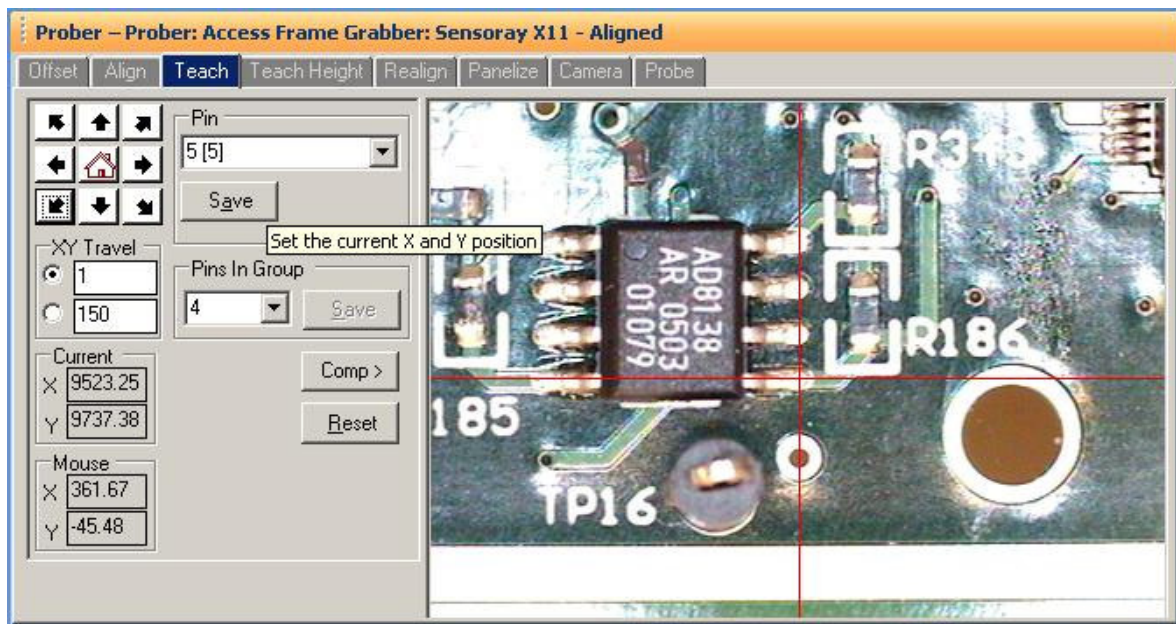 Prober – Prober: Access Frame Grabber: Sensoray X11 - Aligned
Offset Align Teach Teach Height Realign Panelize Camera Probe
Pin
5 [5]
Save
Set the current X and Y position
XY Travel
1
150
Pins In Group
4
Save
Current
X 9523.25
Y 9737.38
Comp >
Reset
Mouse
X 361.67
Y -45.48
R343
AD8138
AR 0503
01079
R186
185
TP16